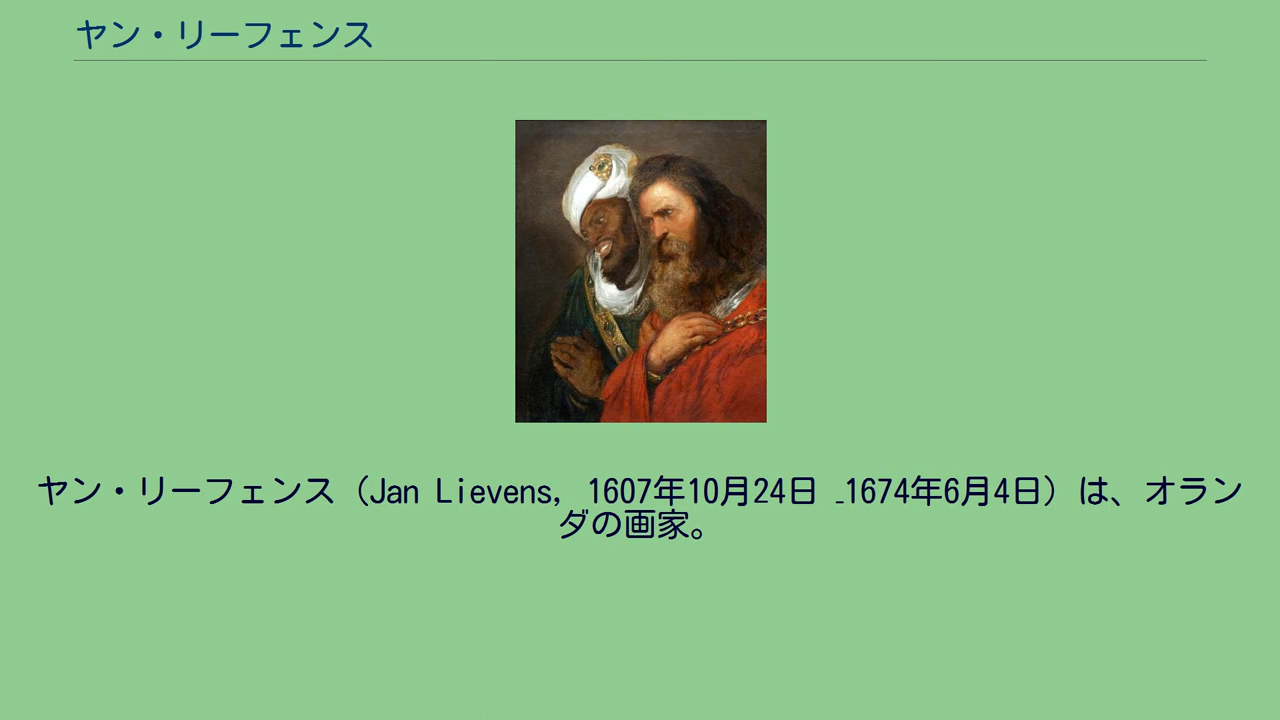 ヤン・リーフェンス
ヤン・リーフェンス（Jan Lievens, 1607年10月24日 -1674年6月4日）は、オラン
ダの画家。